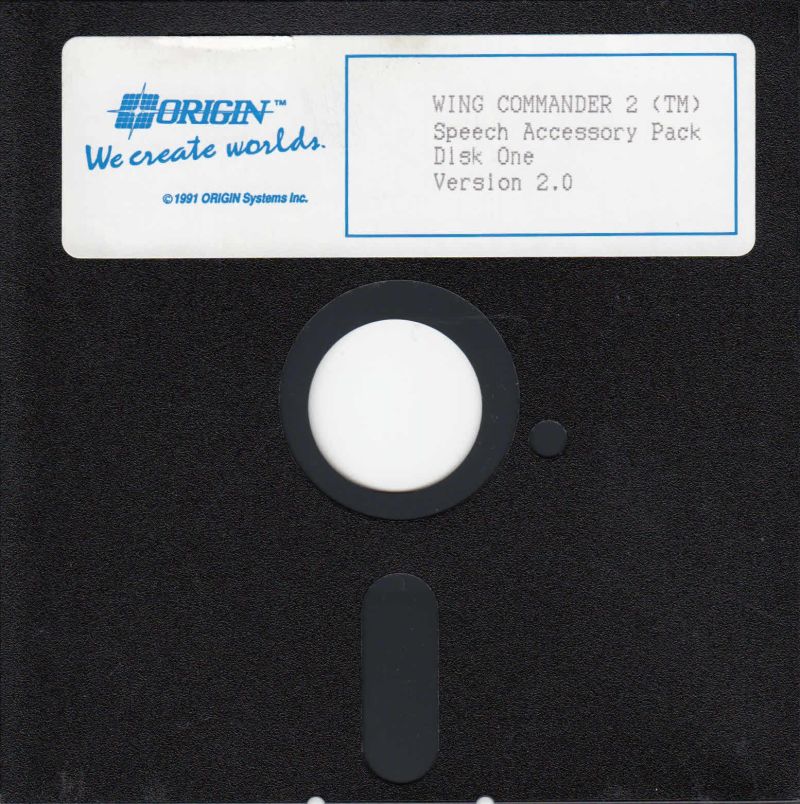 ORIGIN™
We create worlds.
©1991 ORIGIN Systems Inc.
WING COMMANDER 2 (TM)
Speech Accessory Pack
Disk One
Version 2.0